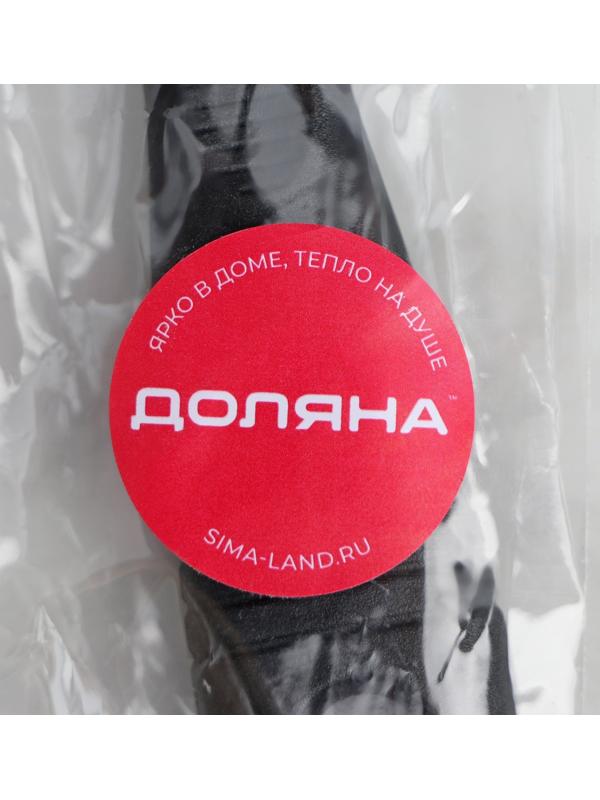 ЯРКО В ДОМЕ, ТЕПЛО НА ДУШЕ
ДОЛЯНА™
SIMA-LAND.RU